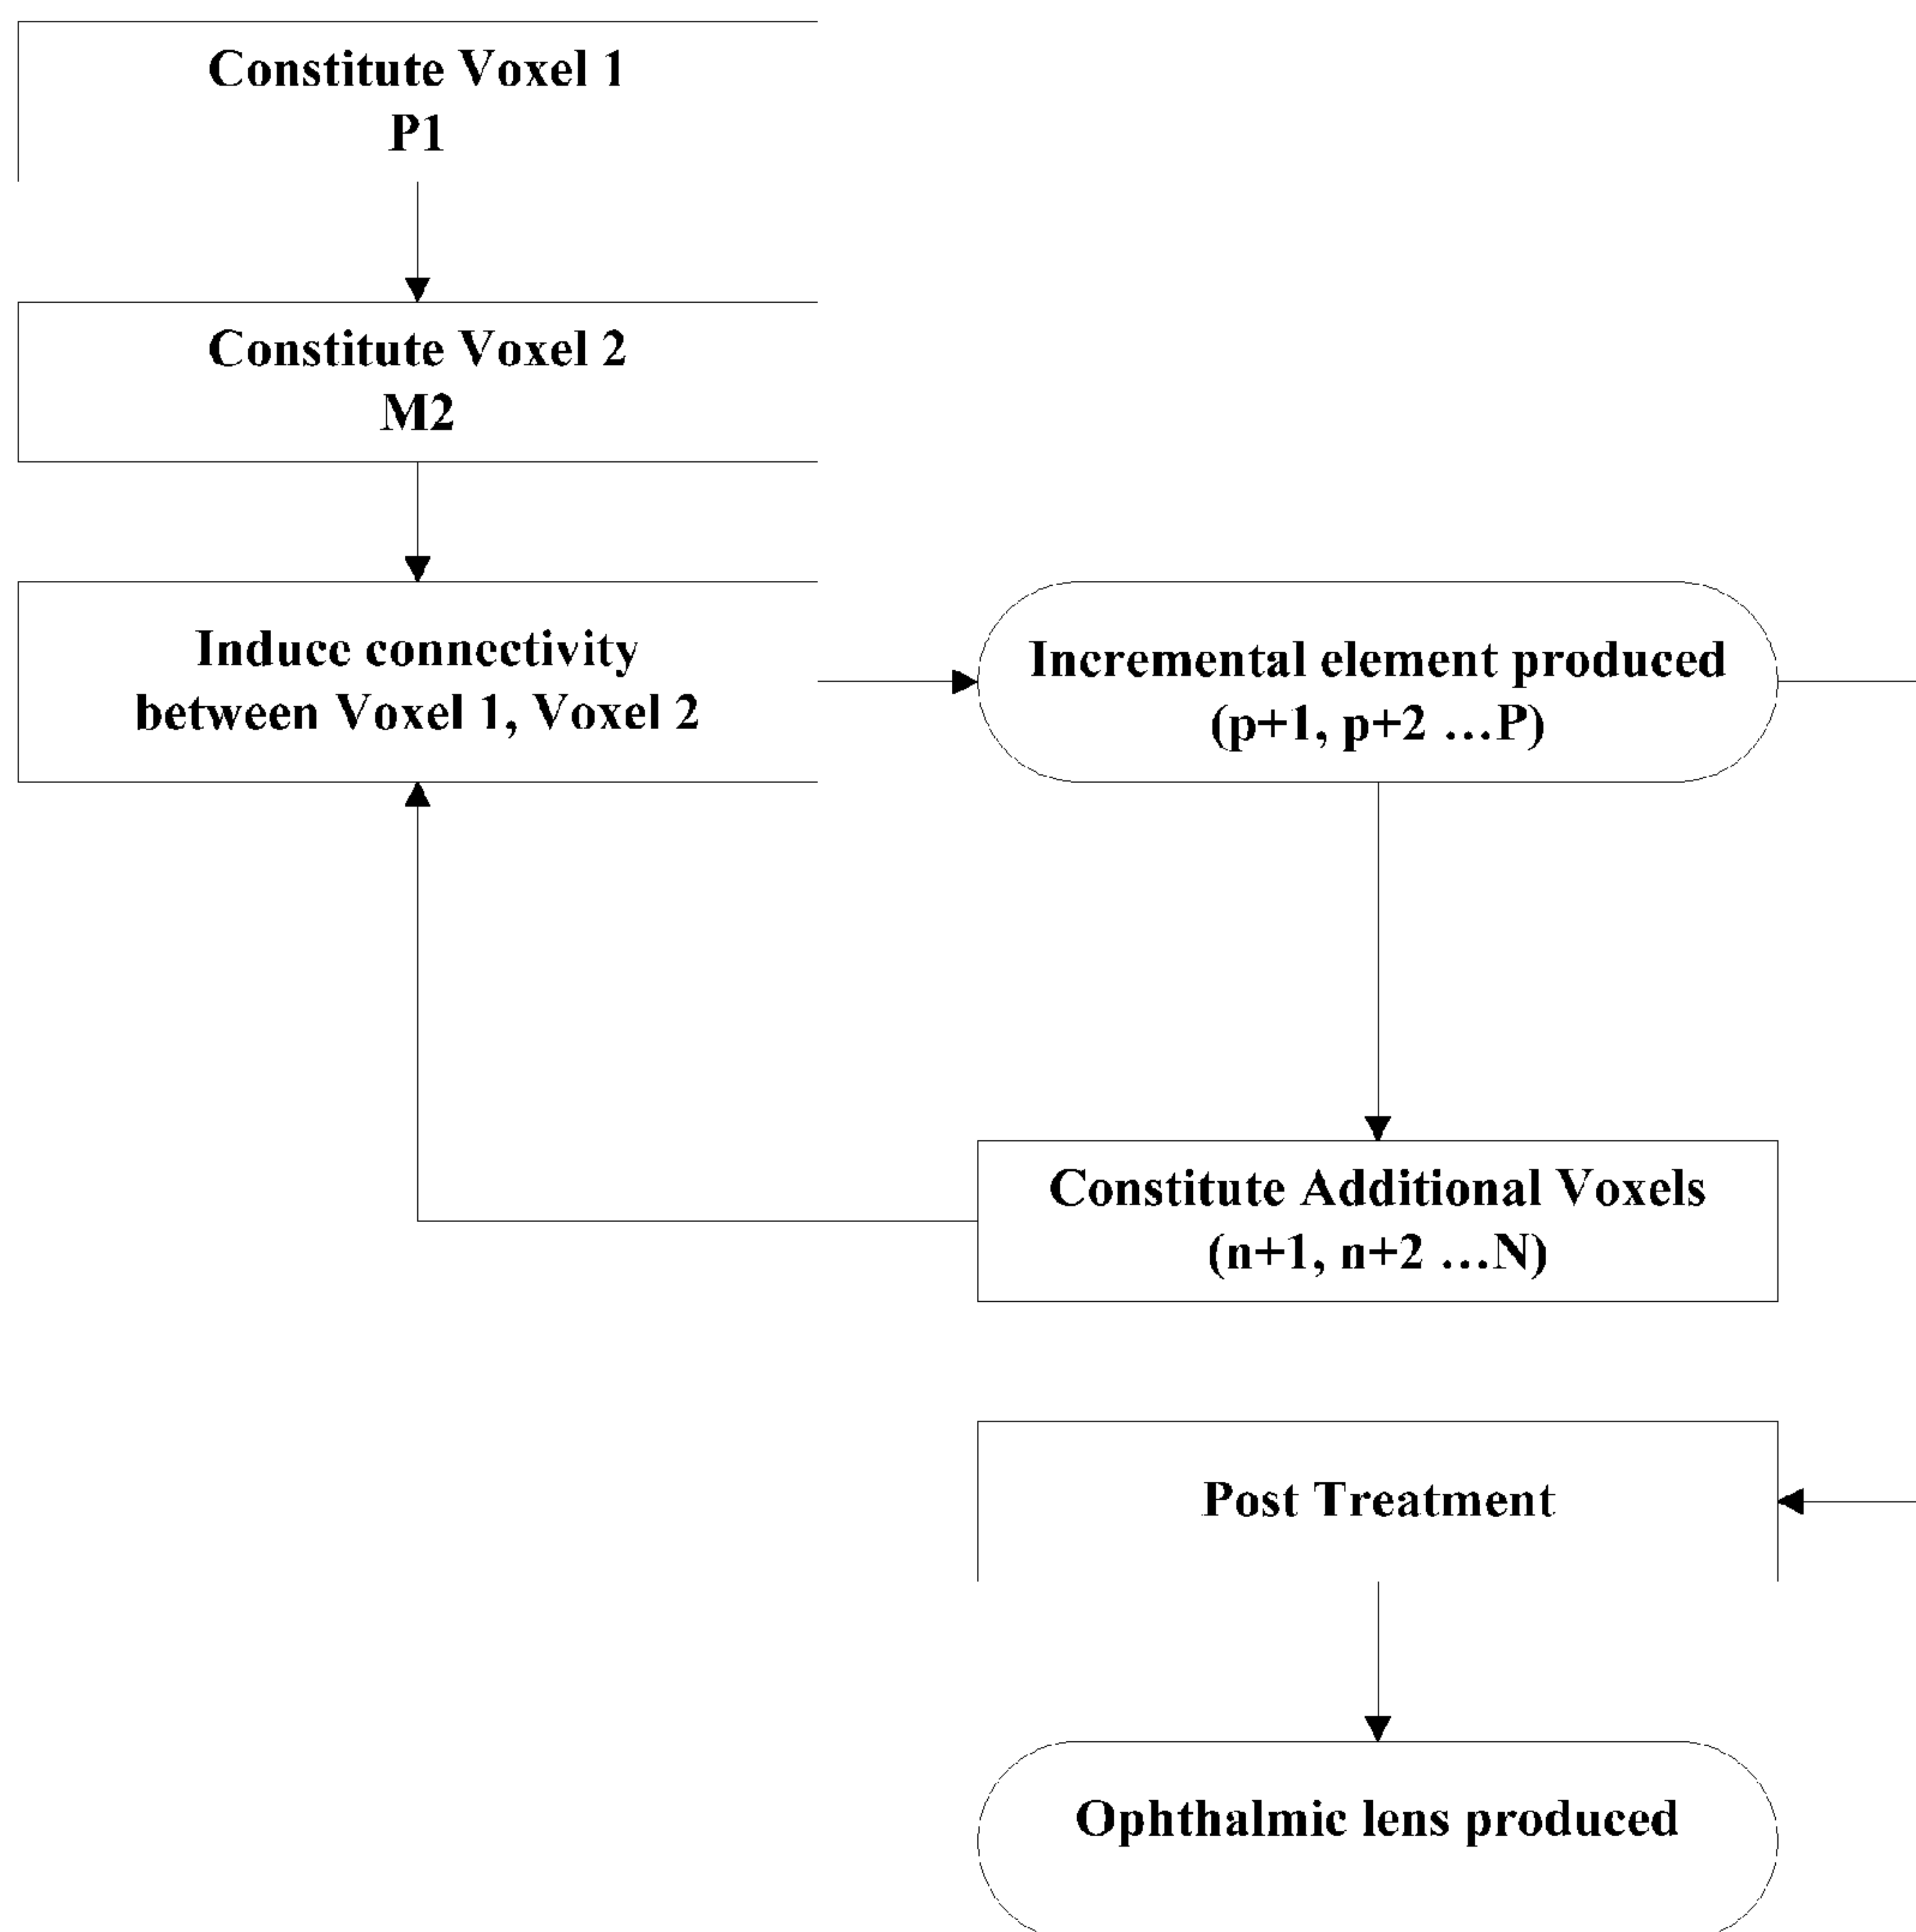 Constitute Voxel 1
P1
Constitute Voxel 2
M2
Induce connectivity
between Voxel 1, Voxel 2
Incremental element produced
(p+1, p+2 …P)
Constitute Additional Voxels
(n+1, n+2 …N)
Post Treatment
Ophthalmic lens produced